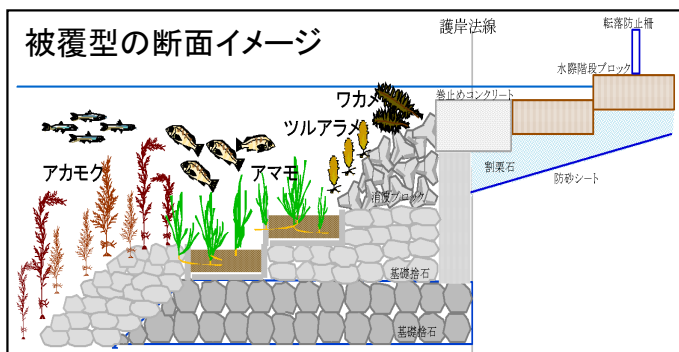 被覆型の断面イメージ
護岸法線
転落防止柵
水際階段ブロック
ワカメ
巻止めコンクリート
ツルアラメ
アカモク
アマモ
消波ブロック
割栗石
防砂シート
基礎捨石
基礎捨石